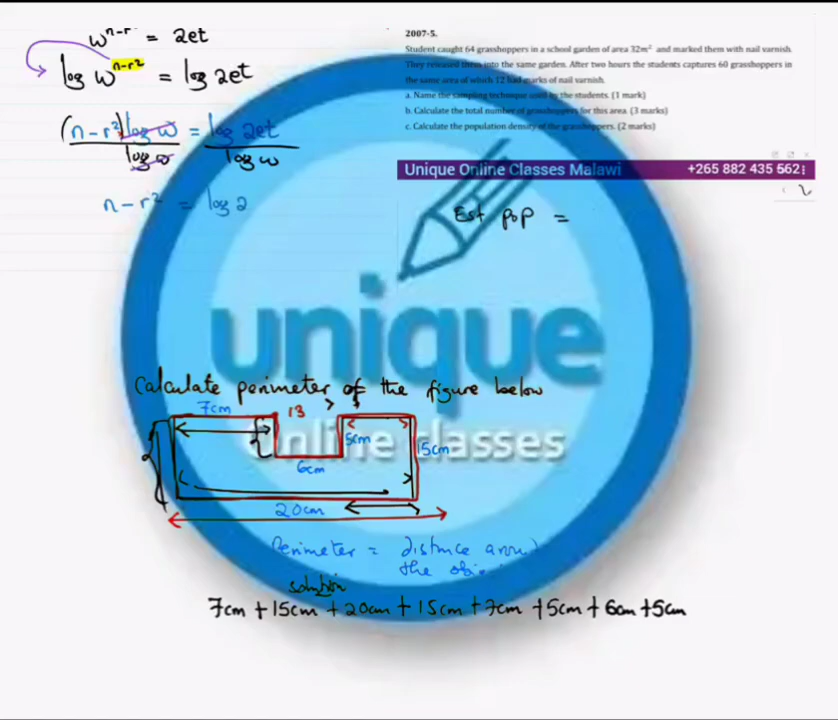 w^n-r² = 2et
log w^n-r² = log 2et
(n-r²) log w = log 2et
log w log w
n-r² = log 2
2007-5.
Student caught 64 grasshoppers in a school garden of area 32m² and marked them with nail varnish.
They released them into the same garden. After two hours the students captures 60 grasshoppers in
the same area of which 12 had marks of nail varnish.
a. Name the sampling technique used by the students. (1 mark)
b. Calculate the total number of grasshoppers for this area. (3 marks)
c. Calculate the population density of the grasshoppers. (2 marks)
Unique Online Classes Malawi +265 882 435 562
Est pop =
unique
Online classes
Calculate perimeter of the figure below
7cm 13
5cm 15cm
6cm
20cm
Perimeter = distance
the
solution
7cm + 15cm + 20cm + 15cm + 7cm + 5cm + 6cm + 5cm